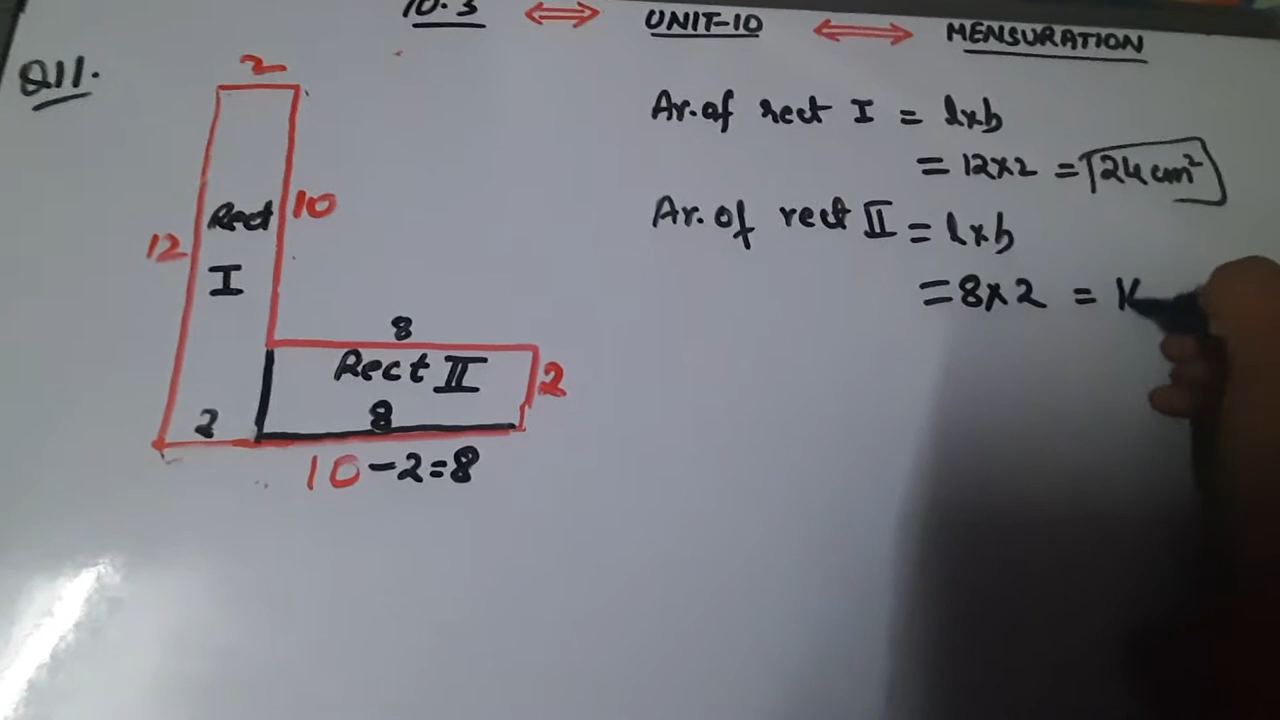 10.3 ⟺ UNIT-10 ⟺ MENSURATION
Q11.
2
Ar. of rect I = l×b
= 12×2 = 24 cm²
12
Rect
I
10
Ar. of rect II = l×b
= 8×2 =
8
Rect II
2
2
8
10-2=8